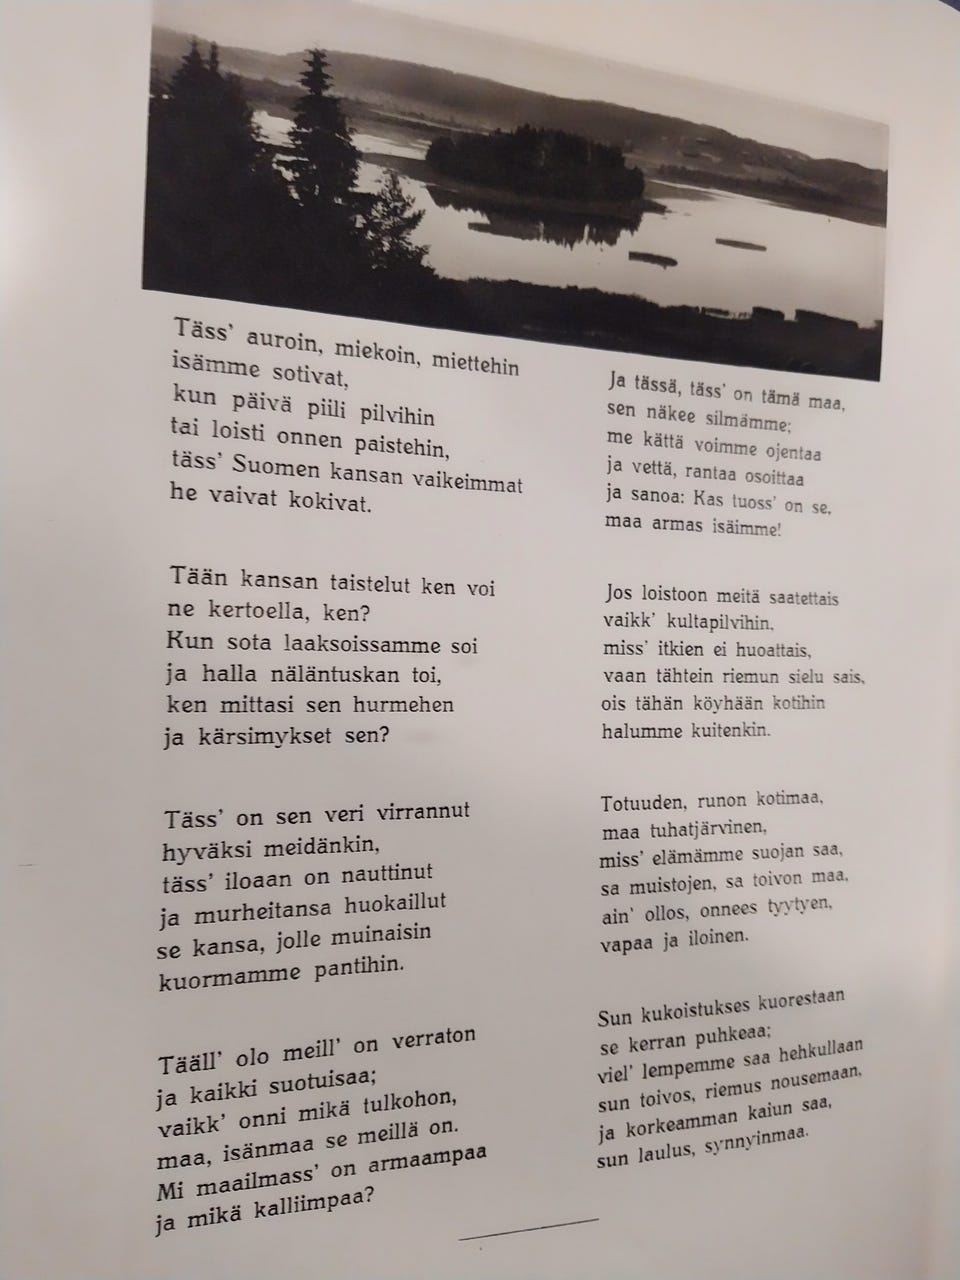 Täss' auroin, miekoin, miettehin
isämme sotivat,
kun päivä piili pilvihin
tai loisti onnen paistehin,
täss' Suomen kansan vaikeimmat
he vaivat kokivat.
Tään kansan taistelut ken voi
ne kertoella, ken?
Kun sota laaksoissamme soi
ja halla näläntuskan toi,
ken mittasi sen hurmehen
ja kärsimykset sen?
Täss' on sen veri virrannut
hyväksi meidänkin,
täss' iloaan on nauttinut
ja murheitansa huokaillut
se kansa, jolle muinaisin
kuormamme pantihin.
Tääll' olo meill' on verraton
ja kaikki suotuisaa;
vaikk' onni mikä tulkohon,
maa, isänmaa se meillä on.
Mi maailmass' on armaampaa
ja mikä kalliimpaa?
Ja tässä, täss' on tämä maa,
sen näkee silmämme;
me kättä voimme ojentaa
ja vettä, rantaa osoittaa
ja sanoa: Kas tuoss' on se,
maa armas isäimme!
Jos loistoon meitä saatettais
vaikk' kultapilvihin,
miss' itkien ei huoattais,
vaan tähtein riemun sielu sais,
ois tähän köyhään kotihin
halumme kuitenkin.
Totuuden, runon kotimaa,
maa tuhatjärvinen,
miss' elämämme suojan saa,
sa muistojen, sa toivon maa,
ain' ollos, onnees tyytyen,
vapaa ja iloinen.
Sun kukoistukses kuorestaan
se kerran puhkeaa;
viel' lempemme saa hehkullaan
sun toivos, riemus nousemaan,
ja korkeamman kaiun saa,
sun laulus, synnyinmaa.